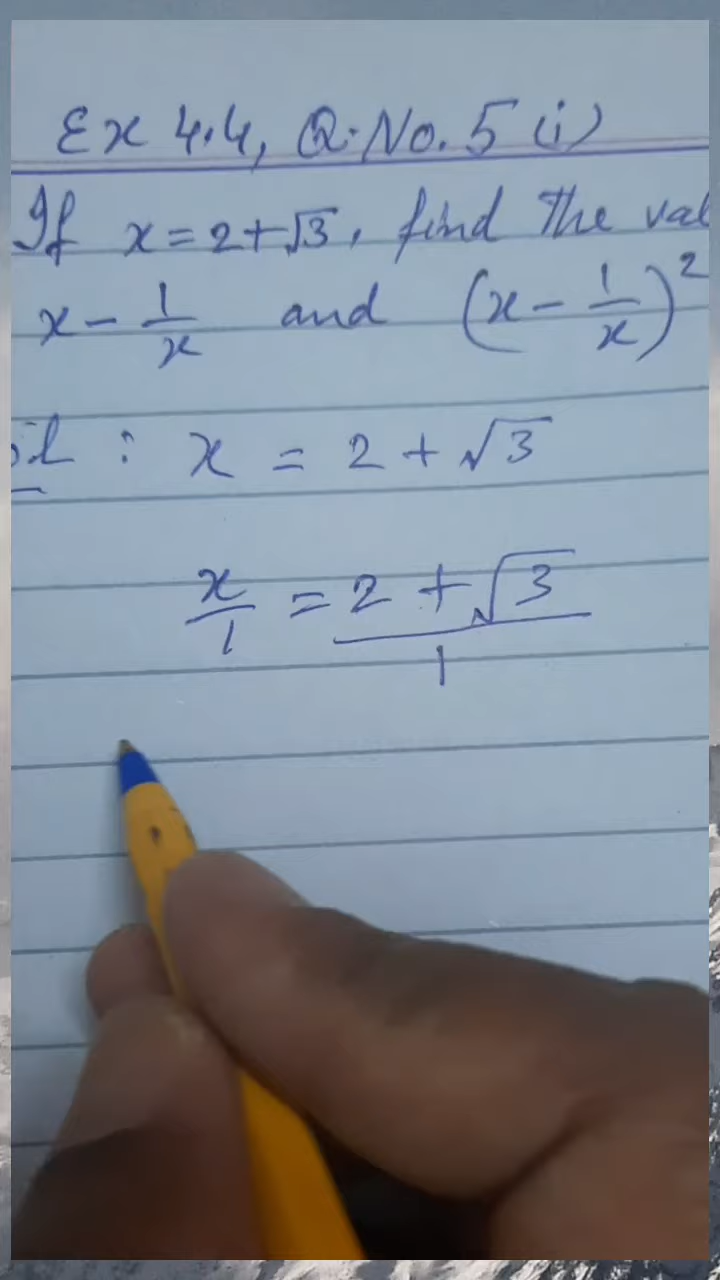 Ex 4.4, Q.No. 5 (i)
If x = 2+√3, find the
x - 1/x and (x - 1/x)²
: x = 2 + √3
x/1 = (2 + √3)/1